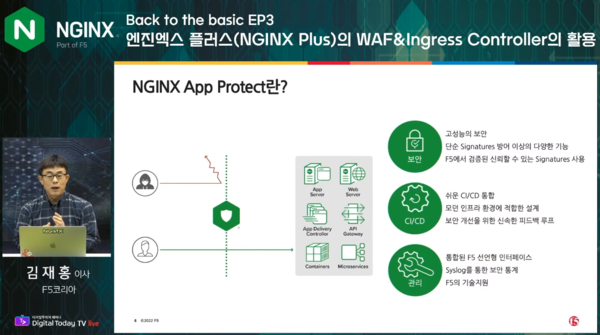 NGINX
Part of F5
Back to the basic EP3
엔진엑스 플러스(NGINX Plus)의 WAF&Ingress Controller의 활용
NGINX App Protect란?
App
Server
Web
Server
App Delivery
Controller
API
Gateway
Containers
Microservices
보안
고성능의 보안
단순 Signatures 방어 이상의 다양한 기능
F5에서 검증된 신뢰할 수 있는 Signatures 사용
CI/CD
쉬운 CI/CD 통합
모던 인프라 환경에 적합한 설계
보안 개선을 위한 신속한 피드백 루프
관리
통합된 F5 선언형 인터페이스
Syslog를 통한 보안 통계
F5의 기술지원
NGINX
김재홍 이사
F5코리아
Digital Today TV live
8 ©2022 F5